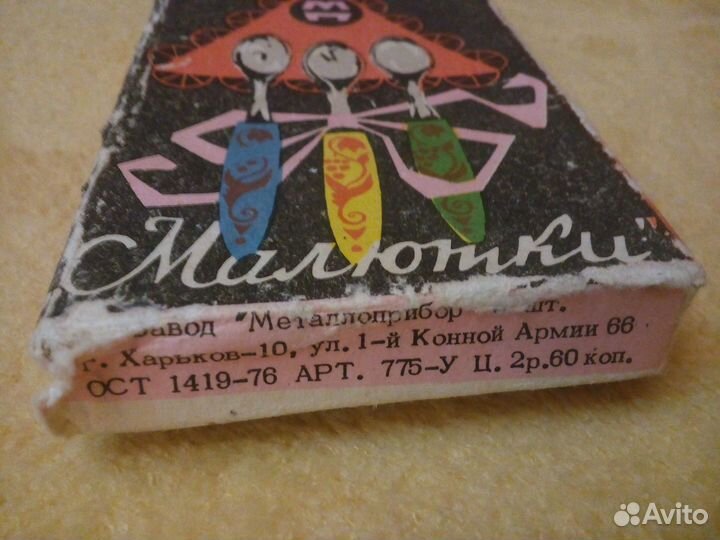 Малютки"
завод "Металлоприбор" шт.
г. Харьков-10, ул. 1-й Конной Армии 66
ОСТ 1419-76 АРТ. 775-У Ц. 2р.60 коп.
Avito